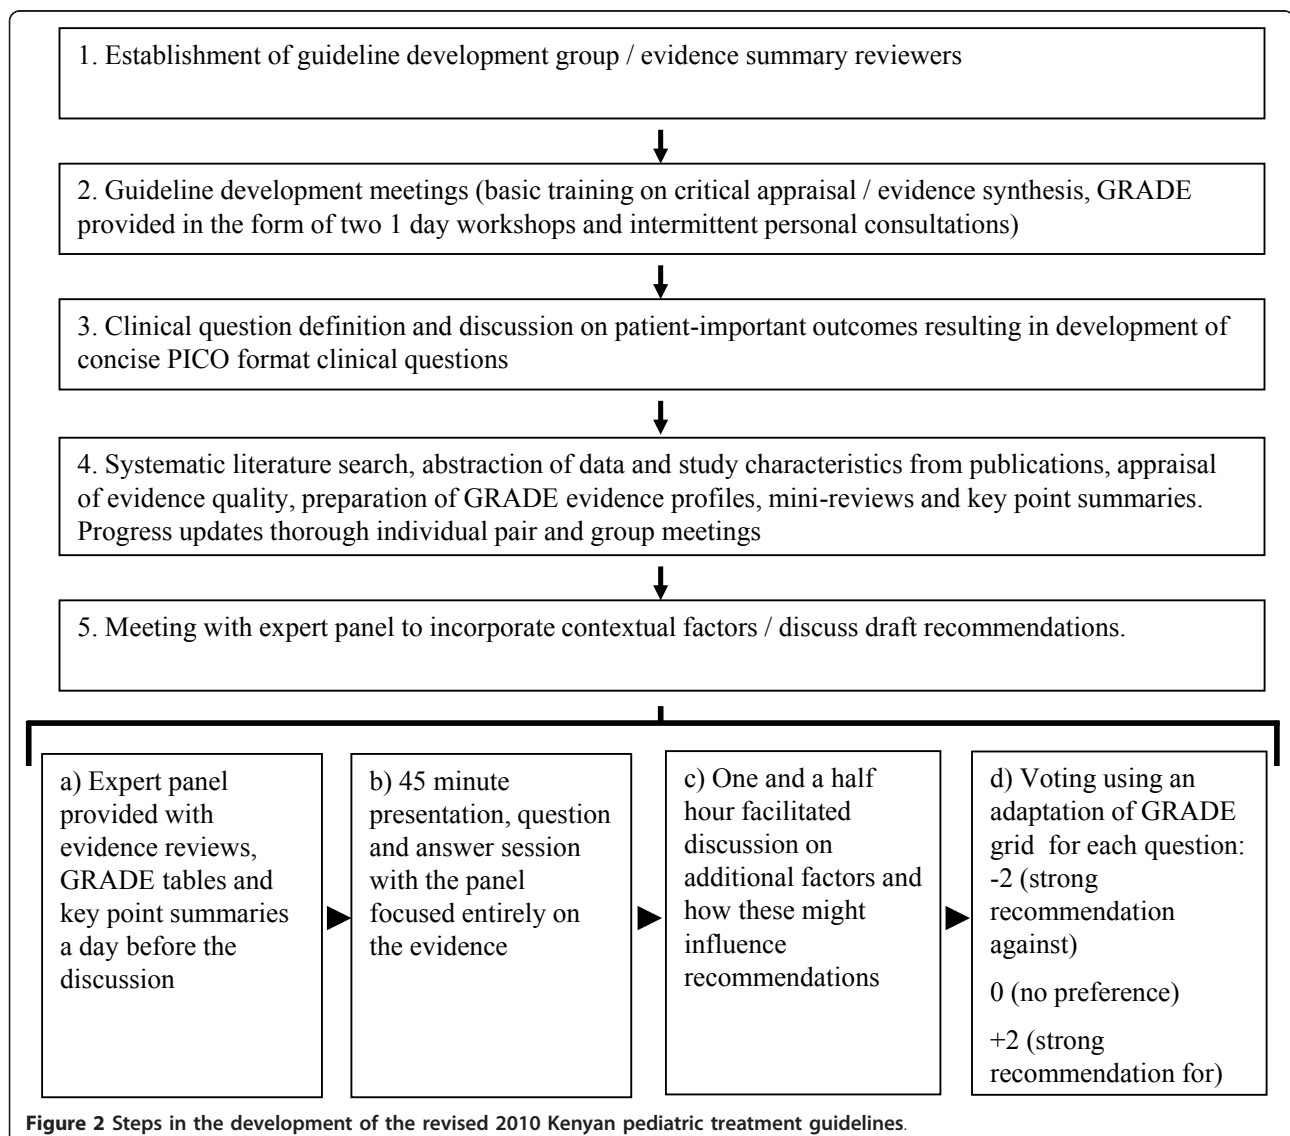 1. Establishment of guideline development group / evidence summary reviewers
2. Guideline development meetings (basic training on critical appraisal / evidence synthesis, GRADE
provided in the form of two 1 day workshops and intermittent personal consultations)
3. Clinical question definition and discussion on patient-important outcomes resulting in development of
concise PICO format clinical questions
4. Systematic literature search, abstraction of data and study characteristics from publications, appraisal
of evidence quality, preparation of GRADE evidence profiles, mini-reviews and key point summaries.
Progress updates thorough individual pair and group meetings
5. Meeting with expert panel to incorporate contextual factors / discuss draft recommendations.
a) Expert panel
provided with
evidence reviews,
GRADE tables and
key point summaries
a day before the
discussion
b) 45 minute
presentation, question
and answer session
with the panel
focused entirely on
the evidence
c) One and a half
hour facilitated
discussion on
additional factors and
how these might
influence
recommendations
d) Voting using an
adaptation of GRADE
grid for each question:
-2 (strong
recommendation
against)
0 (no preference)
+2 (strong
recommendation for)
Figure 2 Steps in the development of the revised 2010 Kenyan pediatric treatment guidelines.